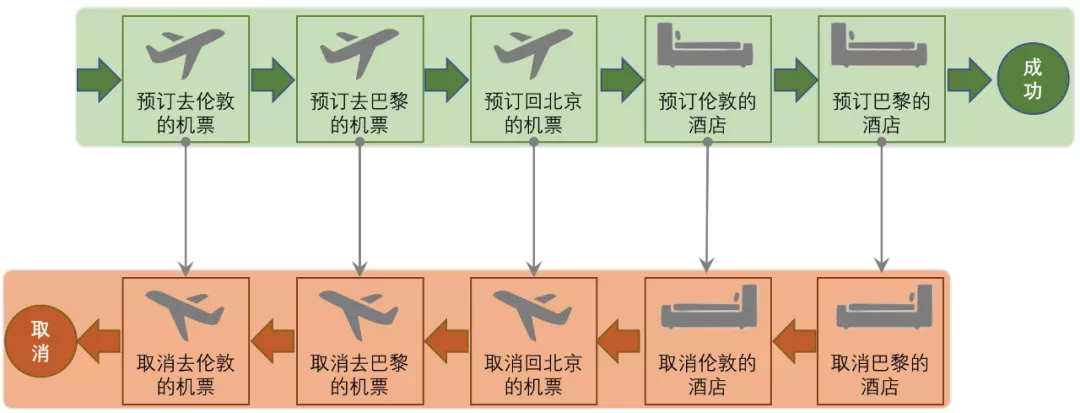 预订去伦敦
的机票
预订去巴黎
的机票
预订回北京
的机票
预订伦敦的
酒店
预订巴黎的
酒店
成
功
取
消
取消去伦敦
的机票
取消去巴黎
的机票
取消回北京
的机票
取消伦敦的
酒店
取消巴黎的
酒店